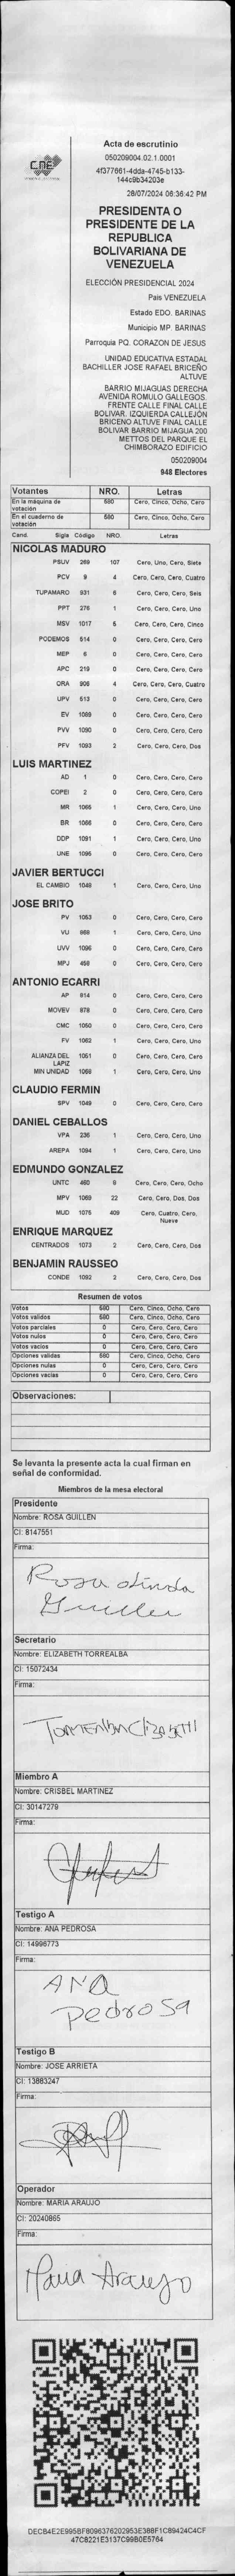 CNE
Acta de escrutinio
050209004.02.1.0001
4f377661-4dda-4745-b133-
144c9b34203e
28/07/2024 06:36:42 PM
PRESIDENTA O
PRESIDENTE DE LA
REPUBLICA
BOLIVARIANA DE
VENEZUELA
ELECCIÓN PRESIDENCIAL 2024
Pais VENEZUELA
Estado EDO. BARINAS
Municipio MP. BARINAS
Parroquia PQ. CORAZON DE JESUS
UNIDAD EDUCATIVA ESTADAL
BACHILLER JOSE RAFAEL BRICEÑO
ALTUVE
BARRIO MIJAGUAS DERECHA
AVENIDA ROMULO GALLEGOS.
FRENTE CALLE FINAL CALLE
BOLIVAR. IZQUIERDA CALLEJÓN
BRICENO ALTUVE FINAL CALLE
BOLIVAR BARRIO MIJAGUA 200
METTOS DEL PARQUE EL
CHIMBORAZO EDIFICIO
050209004
948 Electores
Votantes NRO. Letras
En la máquina de votación 580 Cero, Cinco, Ocho, Cero
En el cuaderno de votación 580 Cero, Cinco, Ocho, Cero
Cand. Sigla Código NRO. Letras
NICOLAS MADURO
PSUV 269 107 Cero, Uno, Cero, Siete
PCV 9 4 Cero, Cero, Cero, Cuatro
TUPAMARO 931 6 Cero, Cero, Cero, Seis
PPT 276 1 Cero, Cero, Cero, Uno
MSV 1017 5 Cero, Cero, Cero, Cinco
PODEMOS 514 0 Cero, Cero, Cero, Cero
MEP 6 0 Cero, Cero, Cero, Cero
APC 219 0 Cero, Cero, Cero, Cero
ORA 906 4 Cero, Cero, Cero, Cuatro
UPV 513 0 Cero, Cero, Cero, Cero
EV 1089 0 Cero, Cero, Cero, Cero
PVV 1090 0 Cero, Cero, Cero, Cero
PFV 1093 2 Cero, Cero, Cero, Dos
LUIS MARTINEZ
AD 1 0 Cero, Cero, Cero, Cero
COPEI 2 0 Cero, Cero, Cero, Cero
MR 1065 1 Cero, Cero, Cero, Uno
BR 1066 0 Cero, Cero, Cero, Cero
DDP 1091 1 Cero, Cero, Cero, Uno
UNE 1095 0 Cero, Cero, Cero, Cero
JAVIER BERTUCCI
EL CAMBIO 1048 1 Cero, Cero, Cero, Uno
JOSE BRITO
PV 1053 0 Cero, Cero, Cero, Cero
VU 868 1 Cero, Cero, Cero, Uno
UVV 1096 0 Cero, Cero, Cero, Cero
MPJ 458 0 Cero, Cero, Cero, Cero
ANTONIO ECARRI
AP 914 0 Cero, Cero, Cero, Cero
MOVEV 978 0 Cero, Cero, Cero, Cero
CMC 1050 0 Cero, Cero, Cero, Cero
FV 1062 1 Cero, Cero, Cero, Uno
ALIANZA DEL LAPIZ 1051 0 Cero, Cero, Cero, Cero
MIN UNIDAD 1056 1 Cero, Cero, Cero, Uno
CLAUDIO FERMIN
SPV 1049 0 Cero, Cero, Cero, Cero
DANIEL CEBALLOS
VPA 236 1 Cero, Cero, Cero, Uno
AREPA 1094 1 Cero, Cero, Cero, Uno
EDMUNDO GONZALEZ
UNTC 460 8 Cero, Cero, Cero, Ocho
MPV 1069 22 Cero, Cero, Dos, Dos
MUD 1075 409 Cero, Cuatro, Cero, Nueve
ENRIQUE MARQUEZ
CENTRADOS 1073 2 Cero, Cero, Cero, Dos
BENJAMIN RAUSSEO
CONDE 1092 2 Cero, Cero, Cero, Dos
Resumen de votos
Votos 580 Cero, Cinco, Ocho, Cero
Votos validos 580 Cero, Cinco, Ocho, Cero
Votos parciales 0 Cero, Cero, Cero, Cero
Votos nulos 0 Cero, Cero, Cero, Cero
Votos vacios 0 Cero, Cero, Cero, Cero
Opciones validas 580 Cero, Cinco, Ocho, Cero
Opciones nulas 0 Cero, Cero, Cero, Cero
Opciones vacias 0 Cero, Cero, Cero, Cero
Observaciones:
Se levanta la presente acta la cual firman en
señal de conformidad.
Miembros de la mesa electoral
Presidente
Nombre: ROSA GUILLEN
CI: 8147551
Firma:
Rosa Guillen
Secretario
Nombre: ELIZABETH TORREALBA
CI: 15072434
Firma:
Torrealba Elizabeth
Miembro A
Nombre: CRISBEL MARTINEZ
CI: 30147279
Firma:
Testigo A
Nombre: ANA PEDROSA
CI: 14996773
Firma:
ANA
Pedrosa
Testigo B
Nombre: JOSE ARRIETA
CI: 13883247
Firma:
Operador
Nombre: MARIA ARAUJO
CI: 20240865
Firma:
Maria Araujo
DECB4E2E995BF8096376202953E388F1C89424C4CF
47C8221E3137C99B0E5764